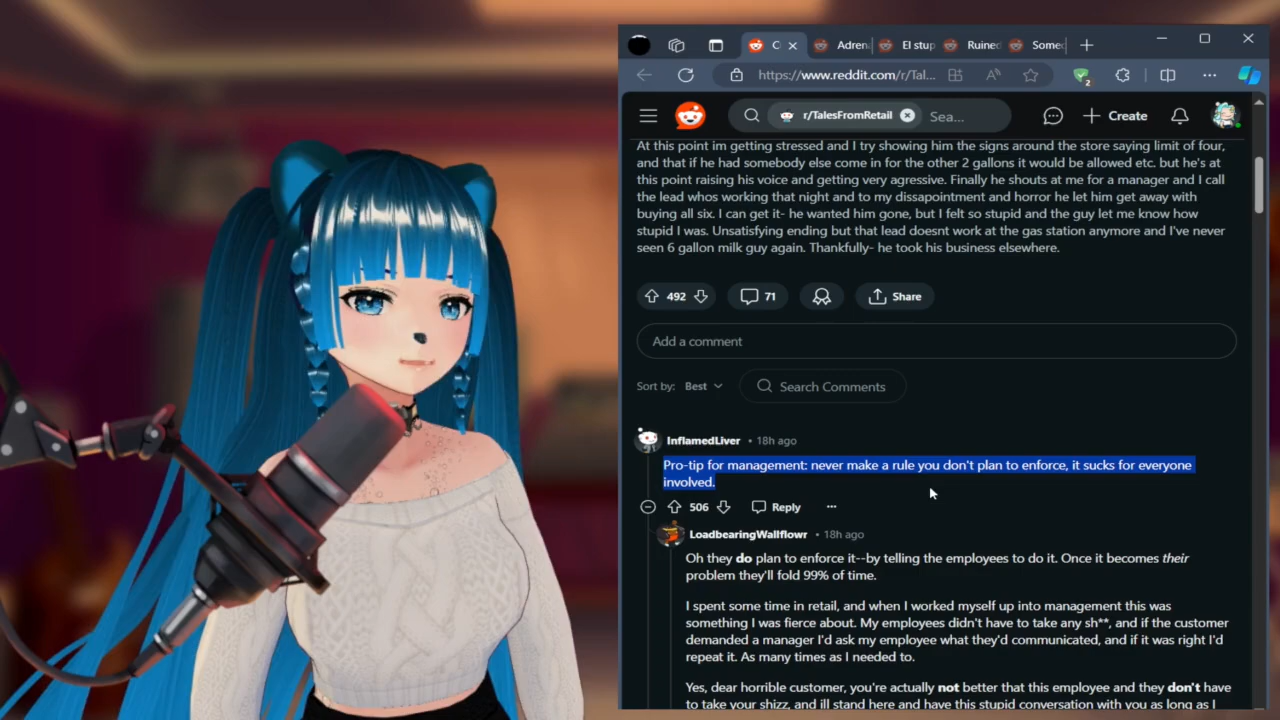 C
Adren
El stup
Ruined
Some
https://www.reddit.com/r/Tal...
2
r/TalesFromRetail
Sea...
Create
At this point im getting stressed and I try showing him the signs around the store saying limit of four,
and that if he had somebody else come in for the other 2 gallons it would be allowed etc. but he's at
this point raising his voice and getting very agressive. Finally he shouts at me for a manager and I call
the lead whos working that night and to my dissapointment and horror he let him get away with
buying all six. I can get it- he wanted him gone, but I felt so stupid and the guy let me know how
stupid I was. Unsatisfying ending but that lead doesnt work at the gas station anymore and I've never
seen 6 gallon milk guy again. Thankfully- he took his business elsewhere.
492
71
Share
Add a comment
Sort by: Best
Search Comments
InflamedLiver • 18h ago
Pro-tip for management: never make a rule you don't plan to enforce, it sucks for everyone
involved.
506
Reply
LoadbearingWallflowr • 18h ago
Oh they do plan to enforce it--by telling the employees to do it. Once it becomes their
problem they'll fold 99% of time.
I spent some time in retail, and when I worked myself up into management this was
something I was fierce about. My employees didn't have to take any sh**, and if the customer
demanded a manager I'd ask my employee what they'd communicated, and if it was right I'd
repeat it. As many times as I needed to.
Yes, dear horrible customer, you're actually not better that this employee and they don't have
to take your shizz, and ill stand here and have this stupid conversation with you as long as I